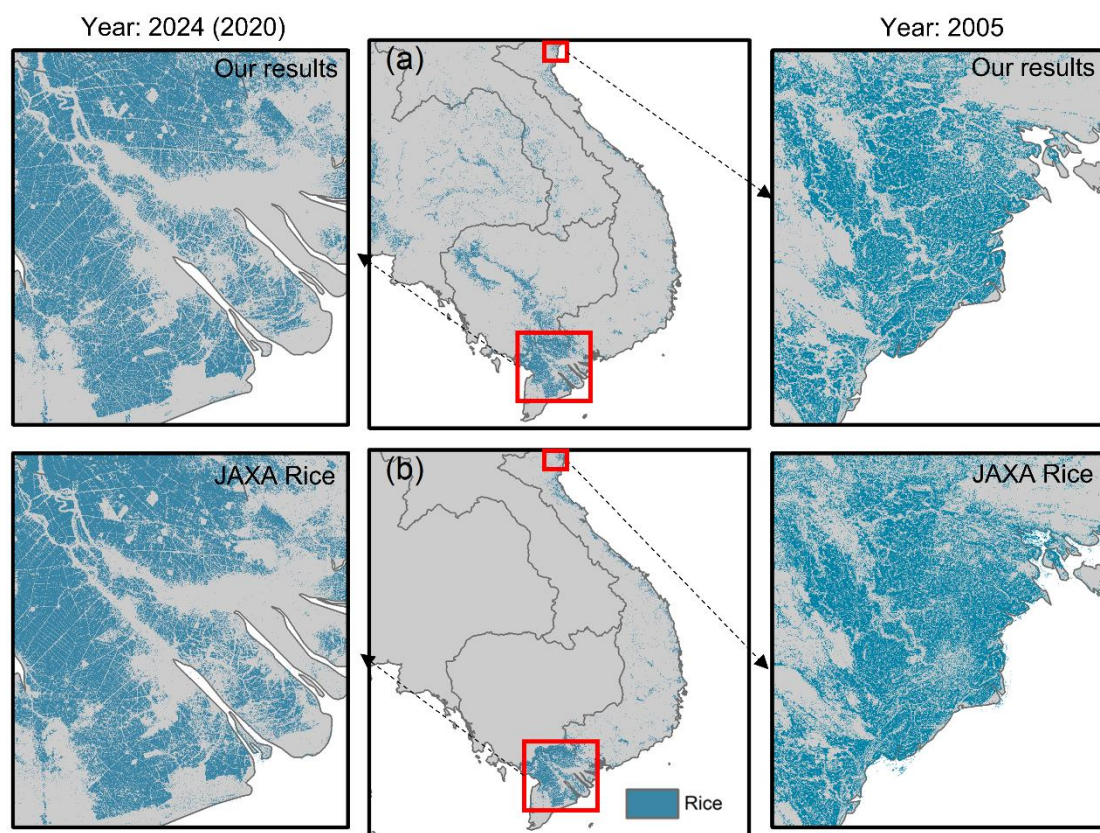 Year: 2024 (2020)
Year: 2005
Our results
(a)
Our results
JAXA Rice
(b)
JAXA Rice
Rice